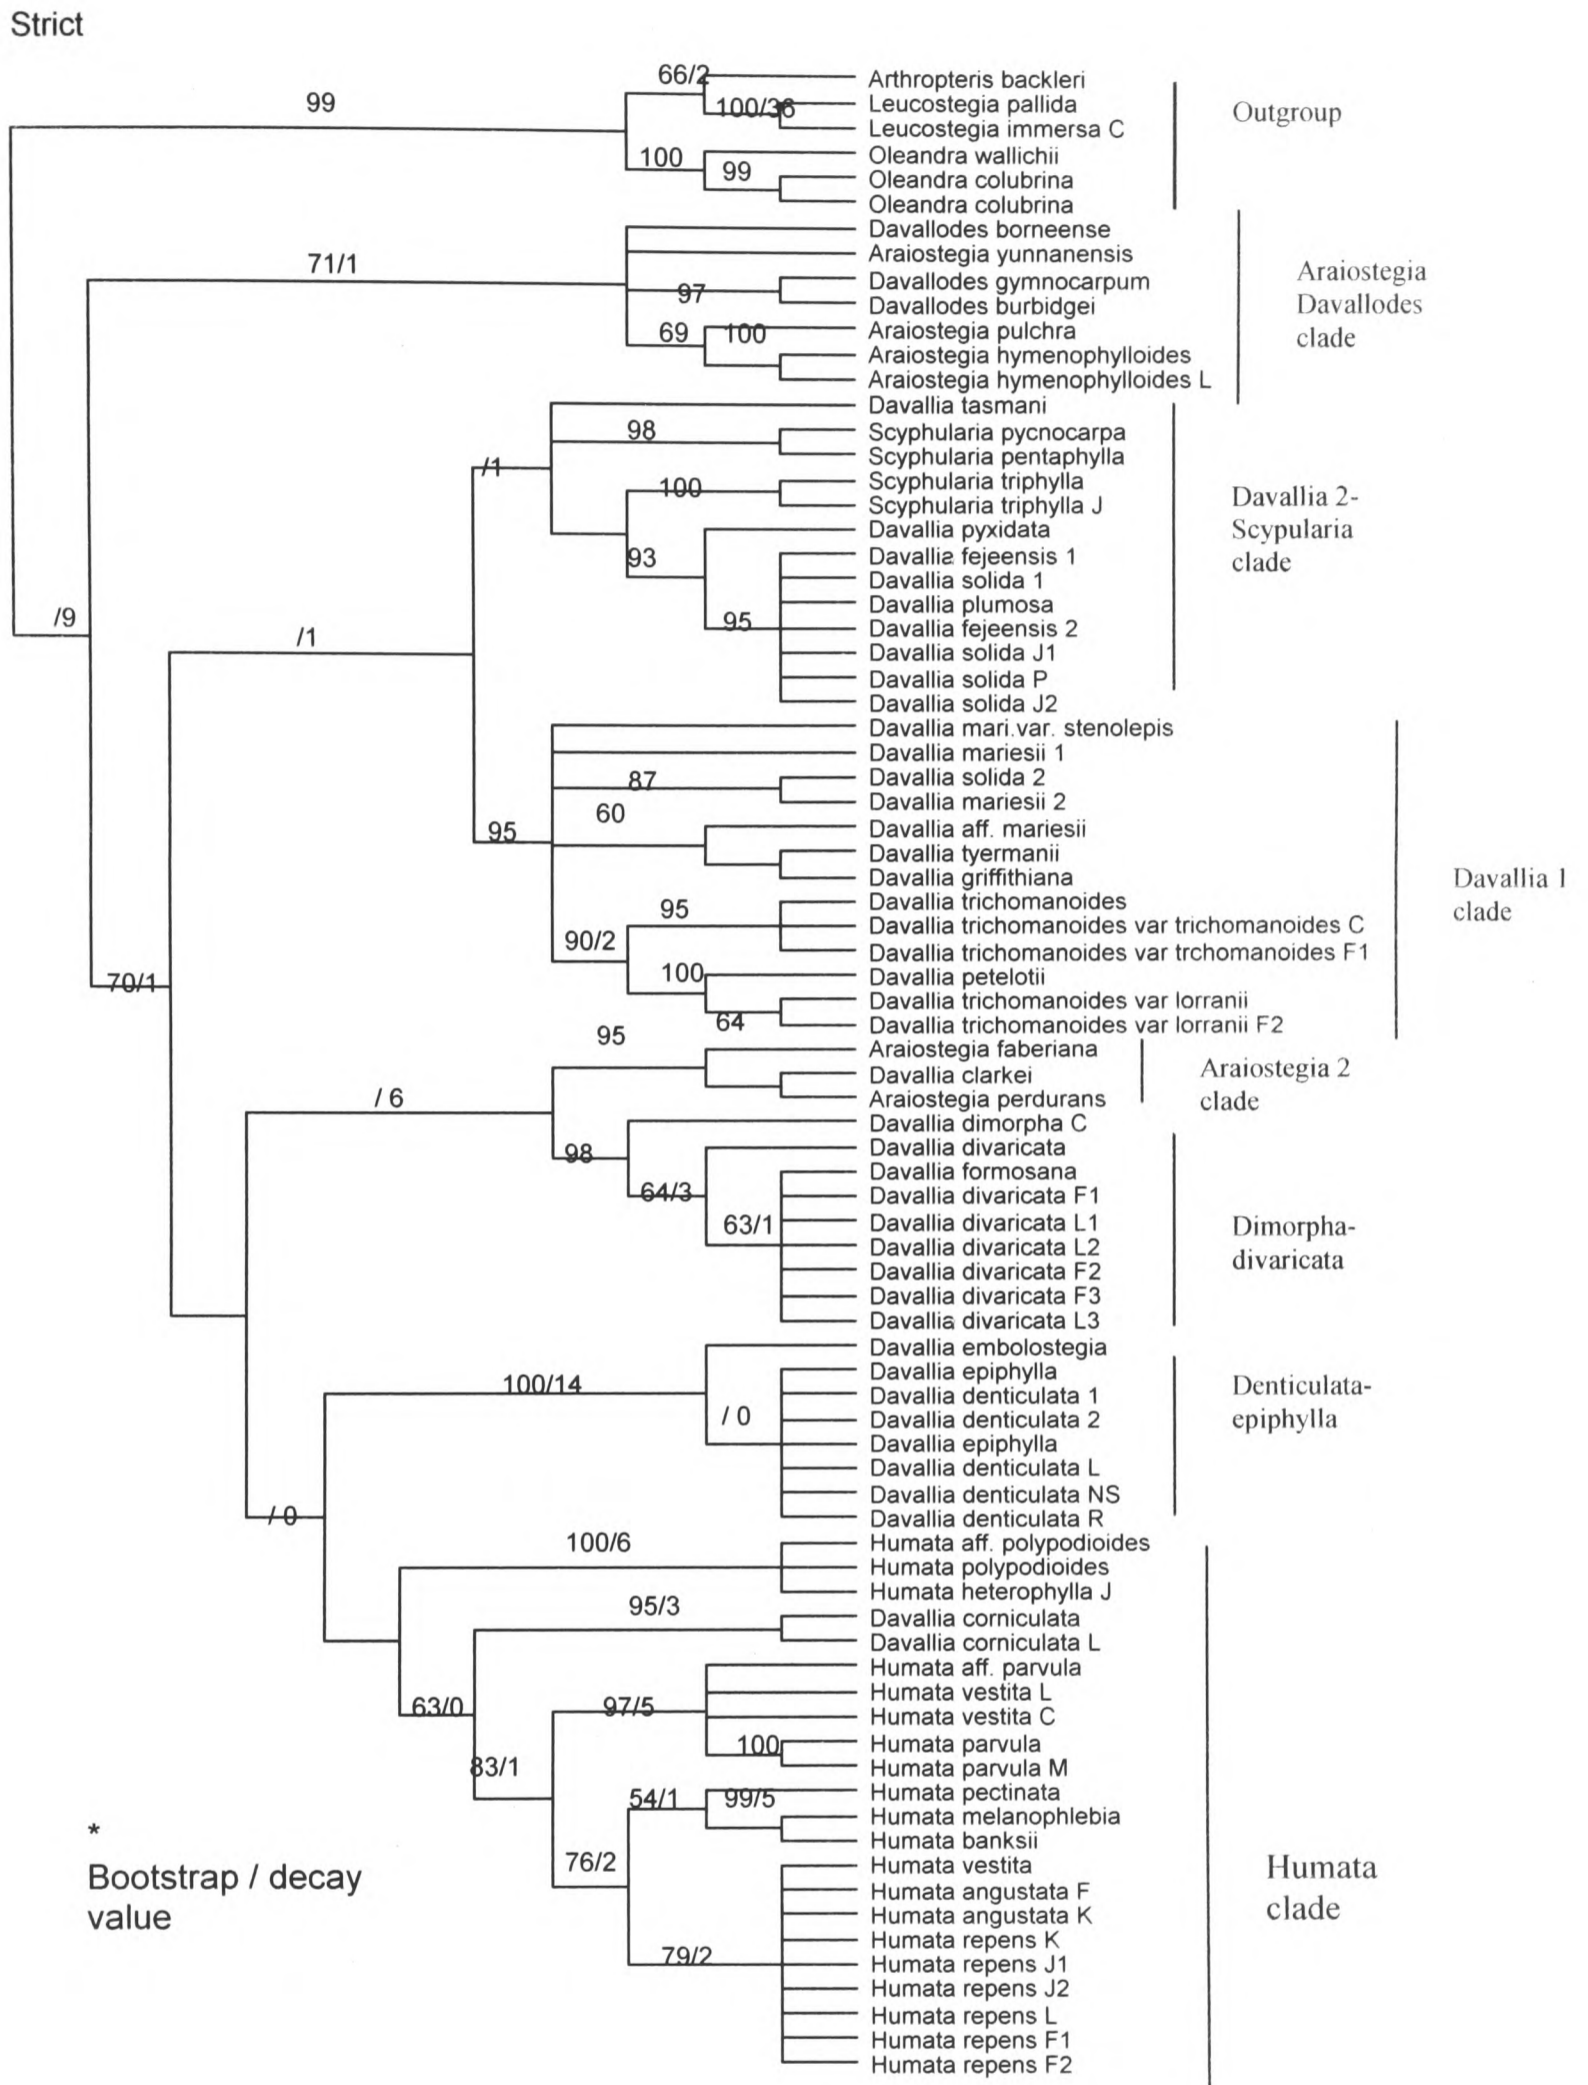 Strict
66/2
Arthropteris backleri
99
100/36
Leucostegia pallida
Outgroup
Leucostegia immersa C
100
Oleandra wallichii
99
Oleandra colubrina
Oleandra colubrina
Davallodes borneense
71/1
Araiostegia yunnanensis
Araiostegia
Davallodes
clade
97
Davallodes gymnocarpum
Davallodes burbidgei
69
100
Araiostegia pulchra
Araiostegia hymenophylloides
Araiostegia hymenophylloides L
Davallia tasmani
98
Scyphularia pycnocarpa
/1
Scyphularia pentaphylla
100
Scyphularia triphylla
Davallia 2-
Scypularia
clade
Scyphularia triphylla J
Davallia pyxidata
93
Davallia fejeensis 1
Davallia solida 1
/9
Davallia plumosa
95
Davallia fejeensis 2
/1
Davallia solida J1
Davallia solida P
Davallia solida J2
Davallia mari.var. stenolepis
Davallia mariesii 1
87
Davallia solida 2
Davallia mariesii 2
60
95
Davallia aff. mariesii
Davallia tyermanii
Davallia griffithiana
Davallia 1
clade
95
Davallia trichomanoides
Davallia trichomanoides var trichomanoides C
90/2
Davallia trichomanoides var trchomanoides F1
70/1
100
Davallia petelotii
Davallia trichomanoides var lorranii
64
Davallia trichomanoides var lorranii F2
95
Araiostegia faberiana
Davallia clarkei
Araiostegia 2
clade
/ 6
Araiostegia perdurans
Davallia dimorpha C
98
Davallia divaricata
Davallia formosana
64/3
Davallia divaricata F1
63/1
Davallia divaricata L1
Dimorpha-
divaricata
Davallia divaricata L2
Davallia divaricata F2
Davallia divaricata F3
Davallia divaricata L3
Davallia embolostegia
100/14
Davallia epiphylla
Denticulata-
epiphylla
Davallia denticulata 1
/ 0
Davallia denticulata 2
Davallia epiphylla
Davallia denticulata L
Davallia denticulata NS
/ 0
Davallia denticulata R
100/6
Humata aff. polypodioides
Humata polypodioides
Humata heterophylla J
95/3
Davallia corniculata
Davallia corniculata L
Humata aff. parvula
63/0
97/5
Humata vestita L
Humata vestita C
100
Humata parvula
83/1
Humata parvula M
54/1
99/5
Humata pectinata
Humata melanophlebia
Humata banksii
*
Bootstrap / decay
value
76/2
Humata vestita
Humata
clade
Humata angustata F
Humata angustata K
Humata repens K
79/2
Humata repens J1
Humata repens J2
Humata repens L
Humata repens F1
Humata repens F2